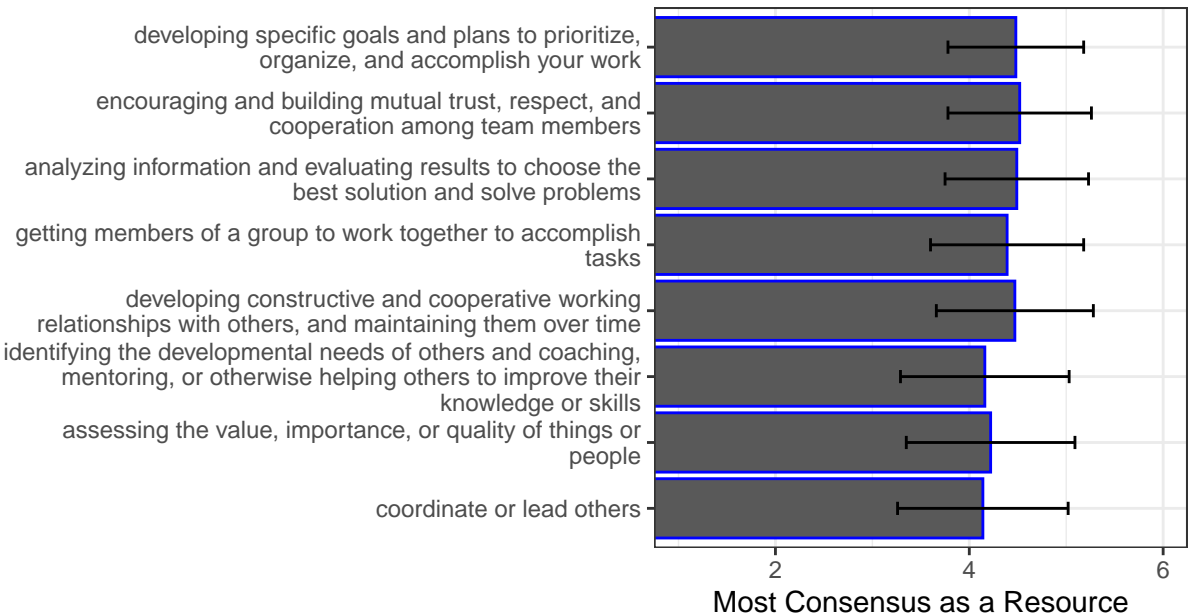 developing specific goals and plans to prioritize,
organize, and accomplish your work
encouraging and building mutual trust, respect, and
cooperation among team members
analyzing information and evaluating results to choose the
best solution and solve problems
getting members of a group to work together to accomplish
tasks
developing constructive and cooperative working
relationships with others, and maintaining them over time
identifying the developmental needs of others and coaching,
mentoring, or otherwise helping others to improve their
knowledge or skills
assessing the value, importance, or quality of things or
people
coordinate or lead others
2 4 6
Most Consensus as a Resource